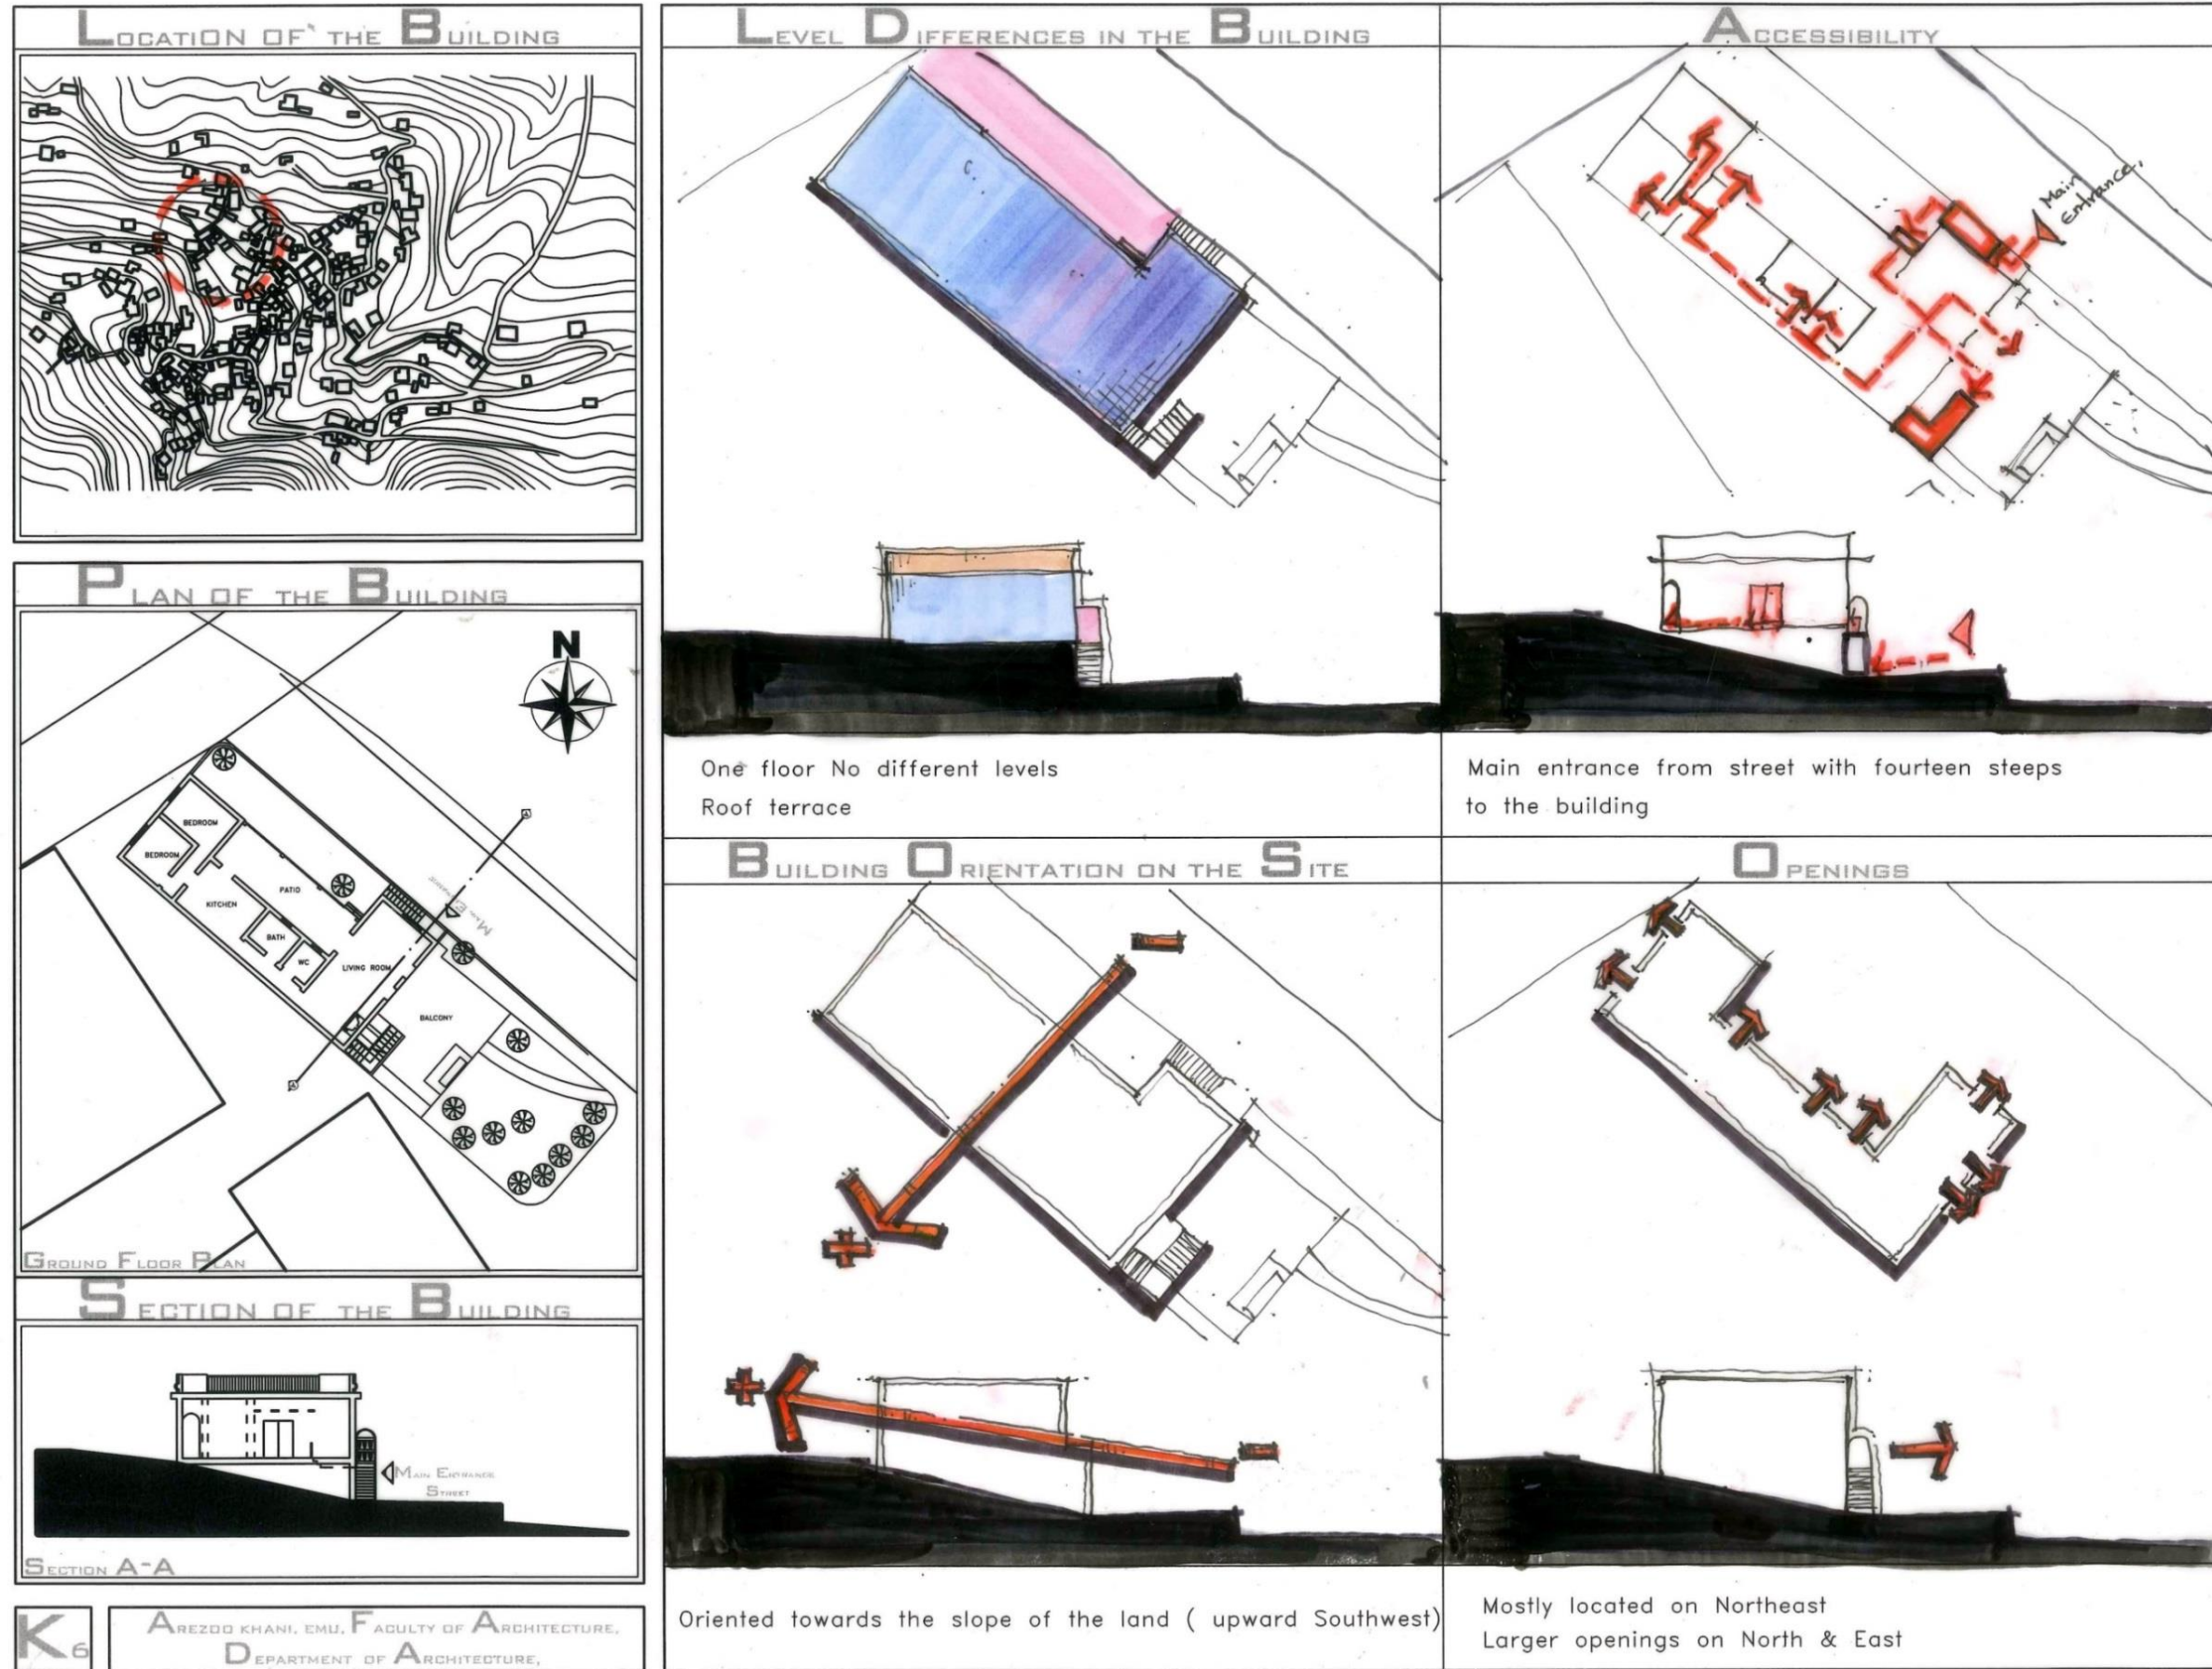 LOCATION OF THE BUILDING
PLAN OF THE BUILDING
N
BEDROOM
BEDROOM
PATIO
KITCHEN
BATH
WC
LIVING ROOM
MAIN ENTRANCE
BALCONY
GROUND FLOOR PLAN
SECTION OF THE BUILDING
MAIN ENTRANCE
STREET
SECTION A-A
K6
AREZOO KHANI, EMU, FACULTY OF ARCHITECTURE,
DEPARTMENT OF ARCHITECTURE,
LEVEL DIFFERENCES IN THE BUILDING
One floor No different levels
Roof terrace
ACCESSIBILITY
Main
Entrance
Main entrance from street with fourteen steeps
to the building
BUILDING ORIENTATION ON THE SITE
Oriented towards the slope of the land ( upward Southwest)
OPENINGS
Mostly located on Northeast
Larger openings on North & East